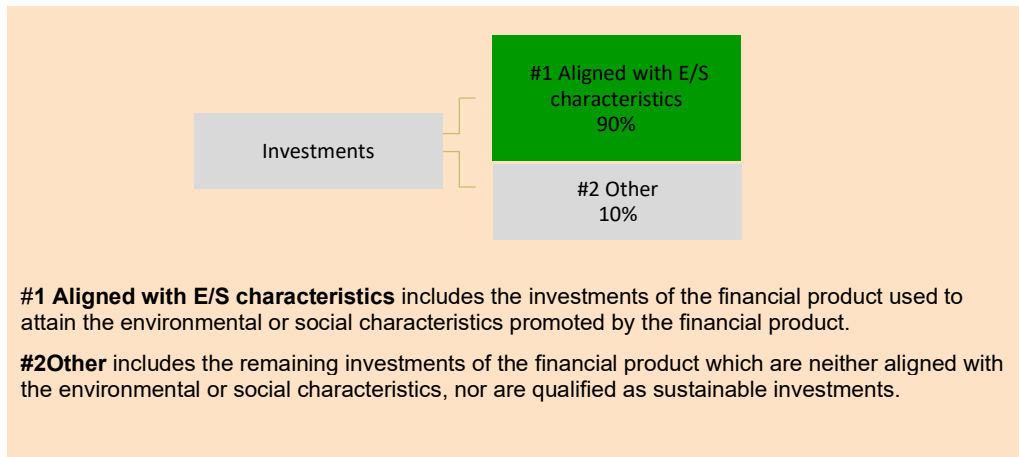 #1 Aligned with E/S
characteristics
90%
Investments
#2 Other
10%
#1 Aligned with E/S characteristics includes the investments of the financial product used to
attain the environmental or social characteristics promoted by the financial product.
#2Other includes the remaining investments of the financial product which are neither aligned with
the environmental or social characteristics, nor are qualified as sustainable investments.